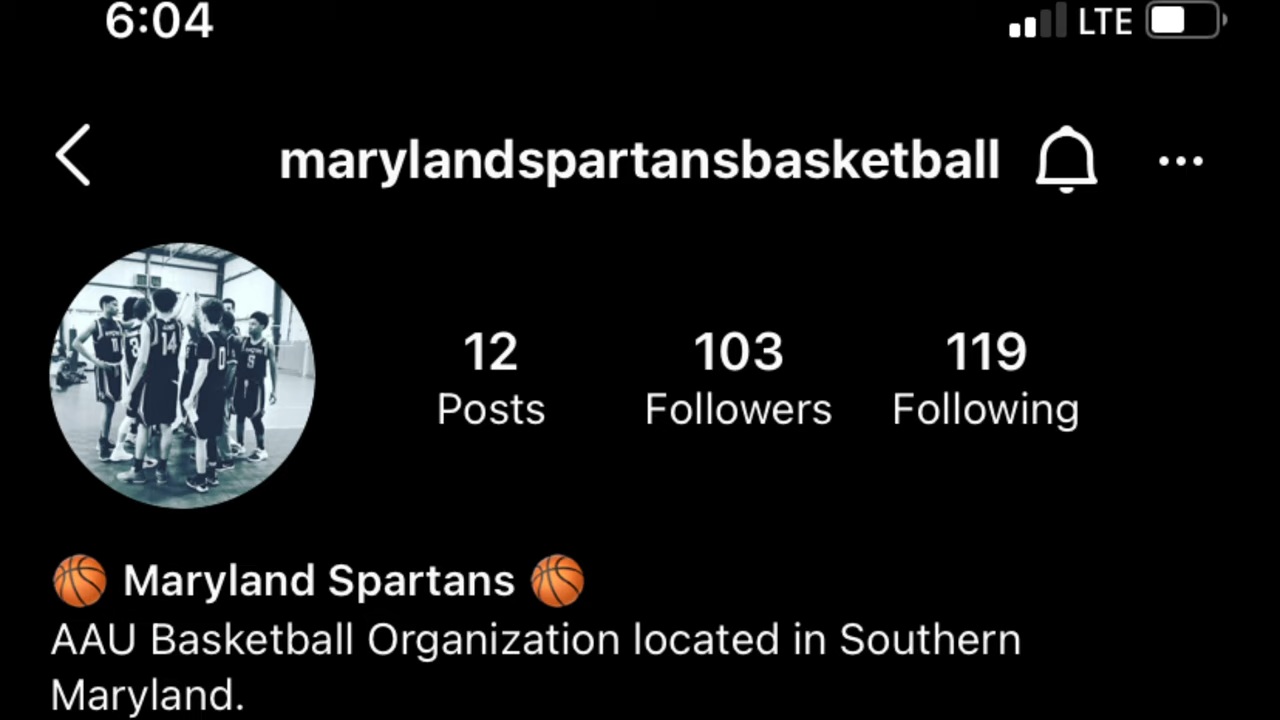 6:04 LTE
marylandspartansbasketball
12 103 119
Posts Followers Following
🏀 Maryland Spartans 🏀
AAU Basketball Organization located in Southern
Maryland.